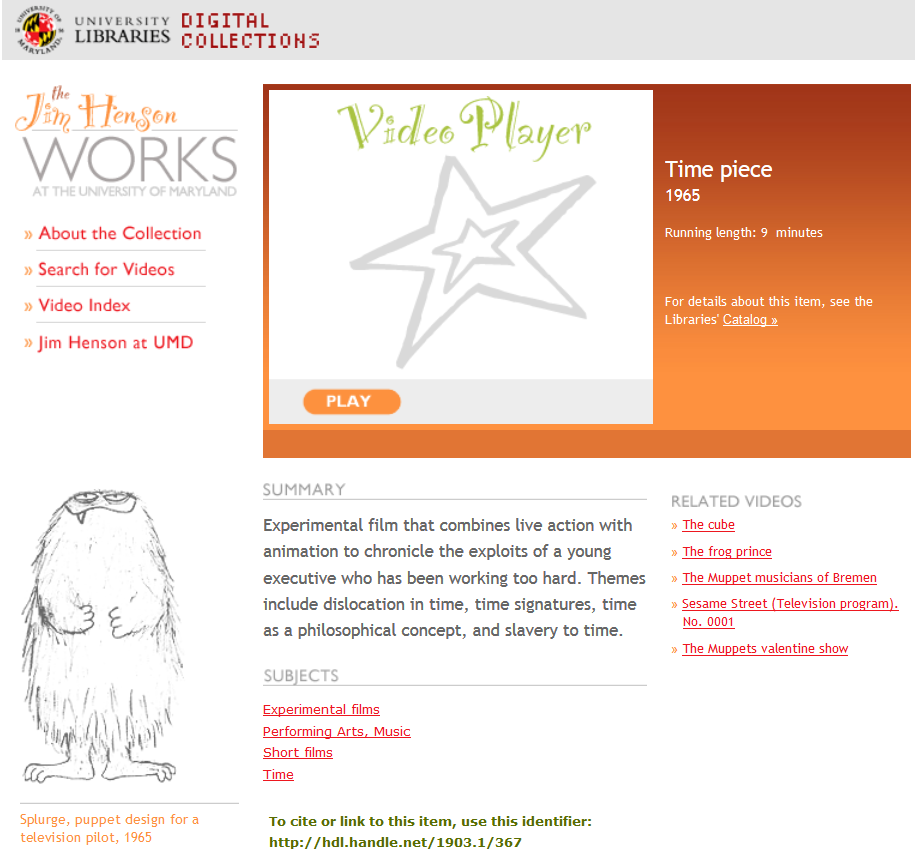 UNIVERSITY OF MARYLAND
UNIVERSITY
LIBRARIES
DIGITAL
COLLECTIONS
the
Jim Henson
WORKS
AT THE UNIVERSITY OF MARYLAND
» About the Collection
» Search for Videos
» Video Index
» Jim Henson at UMD
Video Player
PLAY
Time piece
1965
Running length: 9 minutes
For details about this item, see the
Libraries' Catalog »
SUMMARY
Experimental film that combines live action with
animation to chronicle the exploits of a young
executive who has been working too hard. Themes
include dislocation in time, time signatures, time
as a philosophical concept, and slavery to time.
SUBJECTS
Experimental films
Performing Arts, Music
Short films
Time
To cite or link to this item, use this identifier:
http://hdl.handle.net/1903.1/367
RELATED VIDEOS
» The cube
» The frog prince
» The Muppet musicians of Bremen
» Sesame Street (Television program).
No. 0001
» The Muppets valentine show
Splurge, puppet design for a
television pilot, 1965